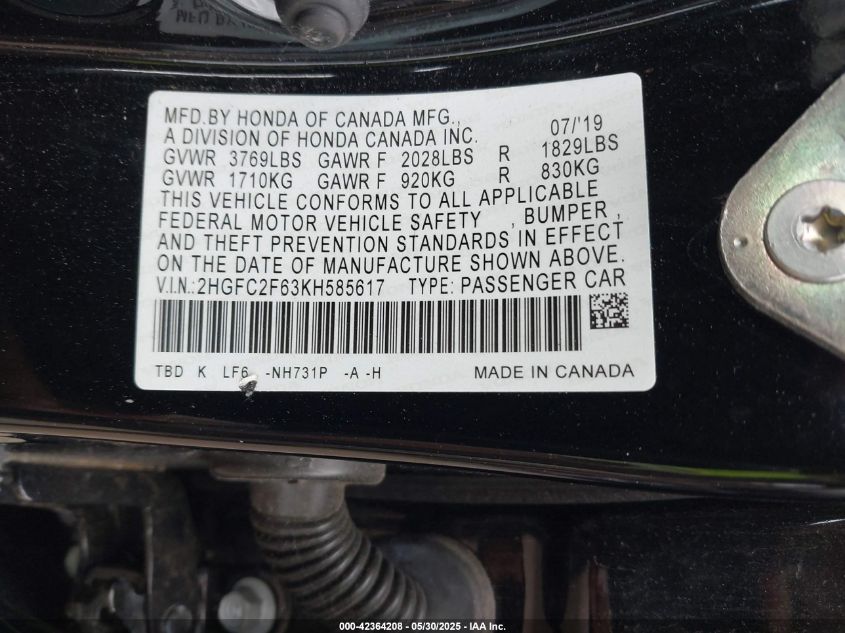 MFD.BY HONDA OF CANADA MFG.,
A DIVISION OF HONDA CANADA INC. 07/'19
GVWR 3769LBS GAWR F 2028LBS R 1829LBS
GVWR 1710KG GAWR F 920KG R 830KG
THIS VEHICLE CONFORMS TO ALL APPLICABLE
FEDERAL MOTOR VEHICLE SAFETY , BUMPER ,
AND THEFT PREVENTION STANDARDS IN EFFECT
ON THE DATE OF MANUFACTURE SHOWN ABOVE.
V.I.N.:2HGFC2F63KH585617 TYPE: PASSENGER CAR
TBD K LF6 -NH731P -A -H MADE IN CANADA
000-42364208 - 05/30/2025 - IAA Inc.